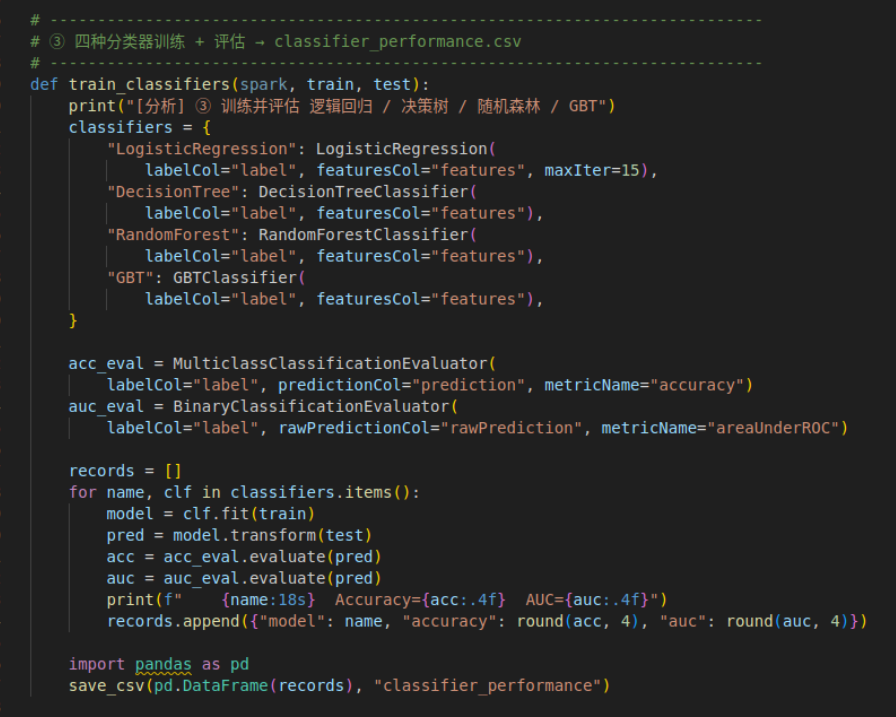 # ---------------------------------------------------------------------------
# ③ 四种分类器训练 + 评估 → classifier_performance.csv
# ---------------------------------------------------------------------------
def train_classifiers(spark, train, test):
    print("[分析] ③ 训练并评估 逻辑回归 / 决策树 / 随机森林 / GBT")
    classifiers = {
        "LogisticRegression": LogisticRegression(
            labelCol="label", featuresCol="features", maxIter=15),
        "DecisionTree": DecisionTreeClassifier(
            labelCol="label", featuresCol="features"),
        "RandomForest": RandomForestClassifier(
            labelCol="label", featuresCol="features"),
        "GBT": GBTClassifier(
            labelCol="label", featuresCol="features"),
    }
    acc_eval = MulticlassClassificationEvaluator(
        labelCol="label", predictionCol="prediction", metricName="accuracy")
    auc_eval = BinaryClassificationEvaluator(
        labelCol="label", rawPredictionCol="rawPrediction", metricName="areaUnderROC")
    records = []
    for name, clf in classifiers.items():
        model = clf.fit(train)
        pred = model.transform(test)
        acc = acc_eval.evaluate(pred)
        auc = auc_eval.evaluate(pred)
        print(f"    {name:18s}  Accuracy={acc:.4f}  AUC={auc:.4f}")
        records.append({"model": name, "accuracy": round(acc, 4), "auc": round(auc, 4)})
    import pandas as pd
    save_csv(pd.DataFrame(records), "classifier_performance")